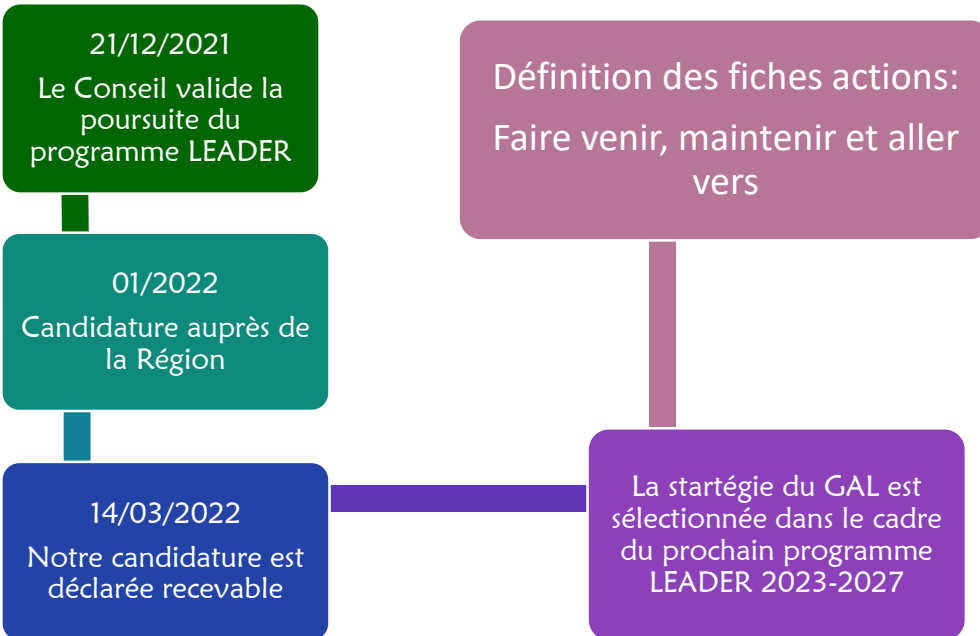 21/12/2021
Le Conseil valide la
poursuite du
programme LEADER
01/2022
Candidature auprès de
la Région
14/03/2022
Notre candidature est
déclarée recevable
La startégie du GAL est
sélectionnée dans le cadre
du prochain programme
LEADER 2023-2027
Définition des fiches actions:
Faire venir, maintenir et aller
vers